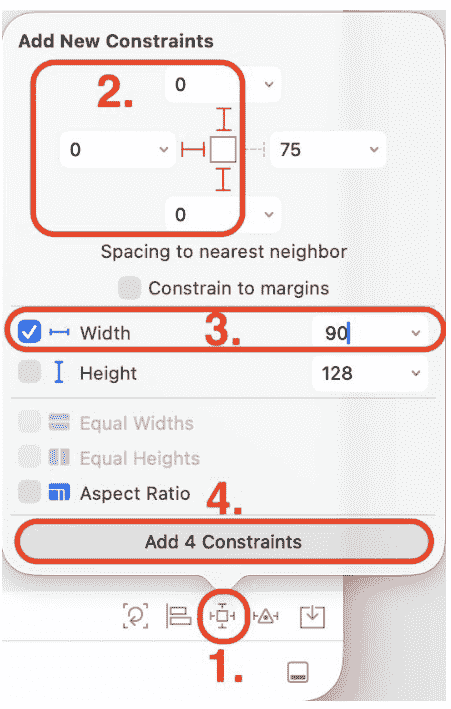 Add New Constraints
2.
0
0
75
0
Spacing to nearest neighbor
Constrain to margins
3.
Width
90
Height
128
Equal Widths
Equal Heights
Aspect Ratio
4.
Add 4 Constraints
1.